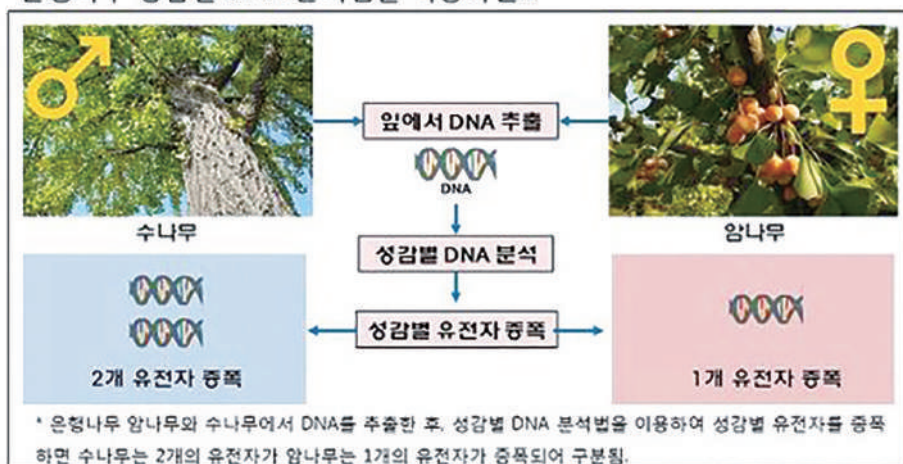 잎에서 DNA 추출
DNA
수나무
암나무
성감별 DNA 분석
성감별 유전자 증폭
2개 유전자 증폭
1개 유전자 증폭
* 은행나무 암나무와 수나무에서 DNA를 추출한 후, 성감별 DNA 분석법을 이용하여 성감별 유전자를 증폭
하면 수나무는 2개의 유전자가 암나무는 1개의 유전자가 증폭되어 구분됨.